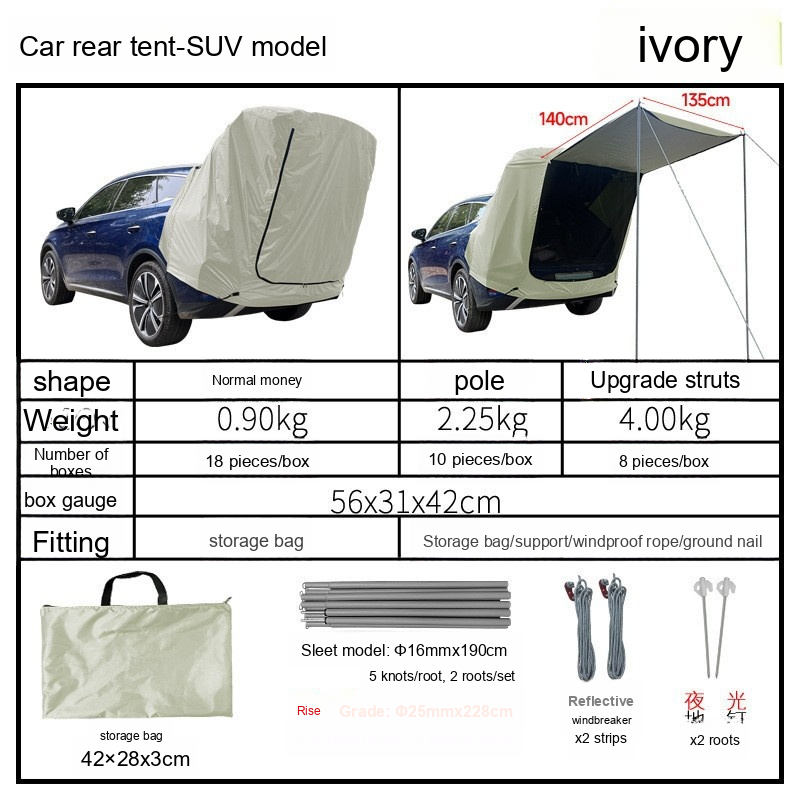 Car rear tent-SUV model
ivory
140cm
135cm
shape
Normal money
pole
Upgrade struts
Weight
0.90kg
2.25kg
4.00kg
Number of
boxes
18 pieces/box
10 pieces/box
8 pieces/box
box gauge
56x31x42cm
Fitting
storage bag
Storage bag/support/windproof rope/ground nail
Sleet model: Φ16mmx190cm
5 knots/root, 2 roots/set
Rise
Grade: Φ25mmx228cm
storage bag
42×28x3cm
Reflective
windbreaker
x2 strips
夜 光
x2 roots